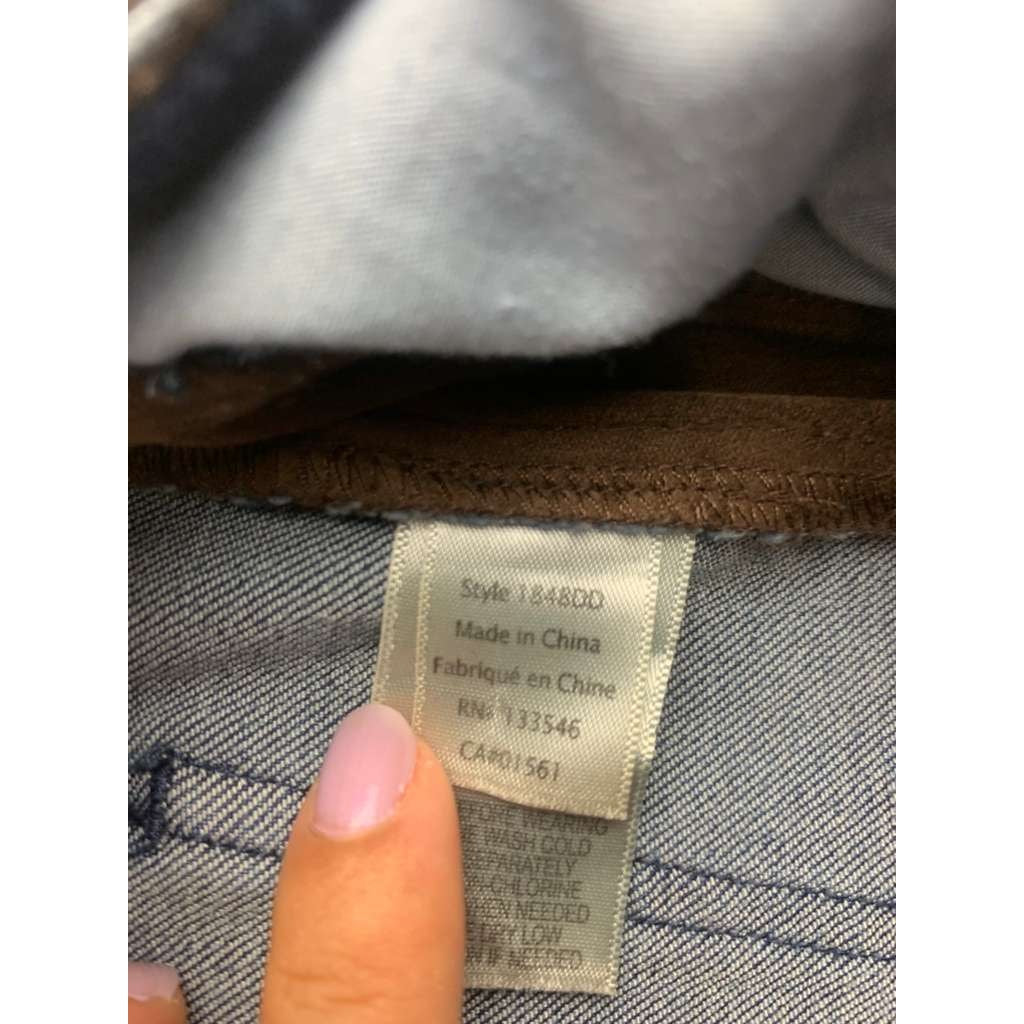 Style 1848DD
Made in China
Fabriqué en Chine
RN# 133546
CA#01561
WEARING
WASH COLD
CHLORINE
NEEDED
DRY LOW
IF NEEDED